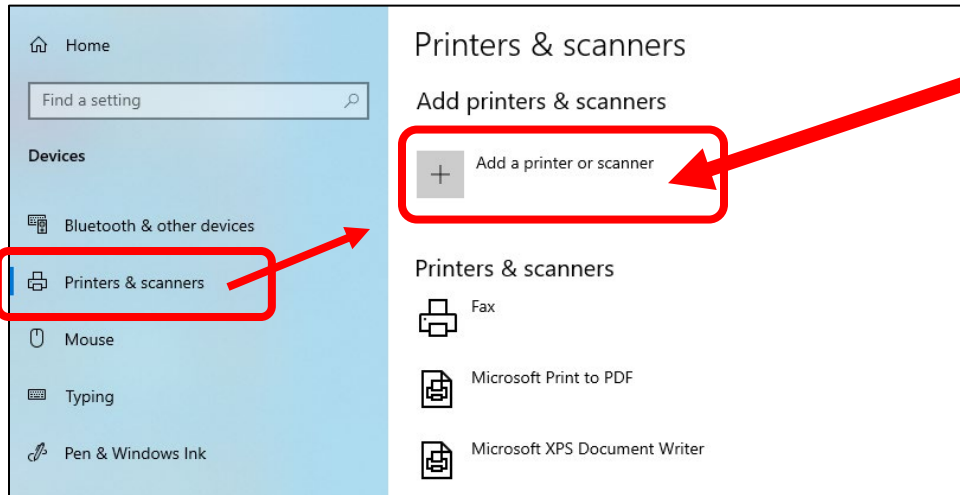 Home
Find a setting
Devices
Bluetooth & other devices
Printers & scanners
Mouse
Typing
Pen & Windows Ink
Printers & scanners
Add printers & scanners
Add a printer or scanner
Printers & scanners
Fax
Microsoft Print to PDF
Microsoft XPS Document Writer